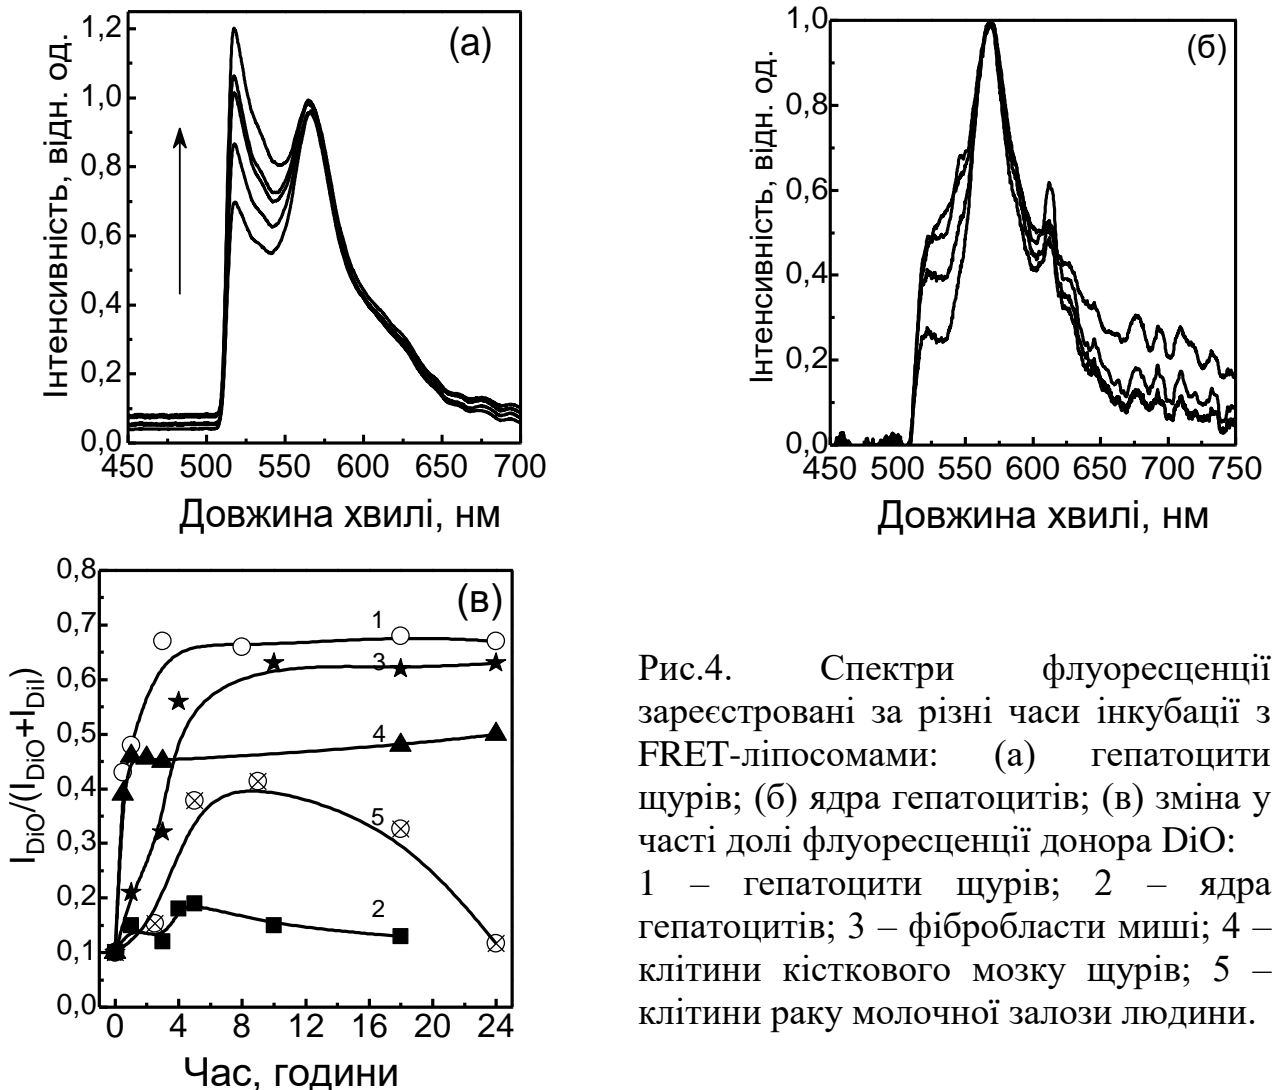 (а)
Інтенсивність, відн. од.
1,2
1,0
0,8
0,6
0,4
0,2
0,0
450 500 550 600 650 700
Довжина хвилі, нм
(б)
Інтенсивність, відн. од.
1,0
0,8
0,6
0,4
0,2
0,0
450 500 550 600 650 700 750
Довжина хвилі, нм
(в)
I_DiO/(I_DiO+I_DiI)
0,8
0,7
0,6
0,5
0,4
0,3
0,2
0,1
0,0
1
3
4
5
2
0 4 8 12 16 20 24
Час, години
Рис.4. Спектри флуоресценції
зареєстровані за різні часи інкубації з
FRET-ліпосомами: (а) гепатоцити
щурів; (б) ядра гепатоцитів; (в) зміна у
часті долі флуоресценції донора DiO:
1 – гепатоцити щурів; 2 – ядра
гепатоцитів; 3 – фібробласти миші; 4 –
клітини кісткового мозку щурів; 5 –
клітини раку молочної залози людини.